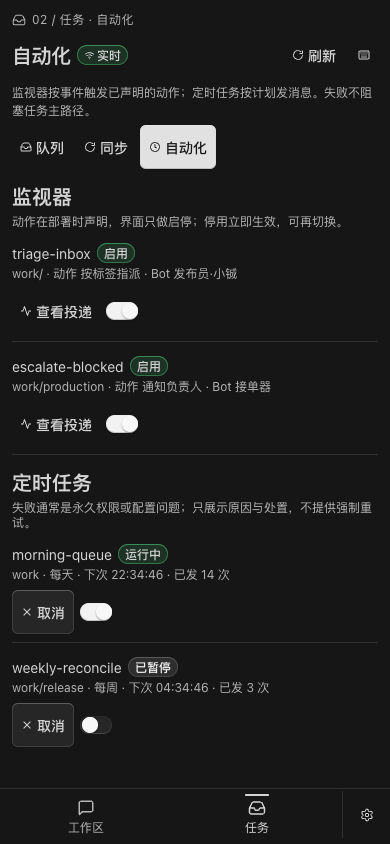 02 / 任务 · 自动化
自动化 实时 刷新
监视器按事件触发已声明的动作；定时任务按计划发消息。失败不阻
塞任务主路径。
队列 同步 自动化
监视器
动作在部署时声明，界面只做启停；停用立即生效，可再切换。
triage-inbox 启用
work/ · 动作 按标签指派 · Bot 发布员·小钺
查看投递
escalate-blocked 启用
work/production · 动作 通知负责人 · Bot 接单器
查看投递
定时任务
失败通常是永久权限或配置问题；只展示原因与处置，不提供强制重
试。
morning-queue 运行中
work · 每天 · 下次 22:34:46 · 已发 14 次
取消
weekly-reconcile 已暂停
work/release · 每周 · 下次 04:34:46 · 已发 3 次
取消
工作区 任务